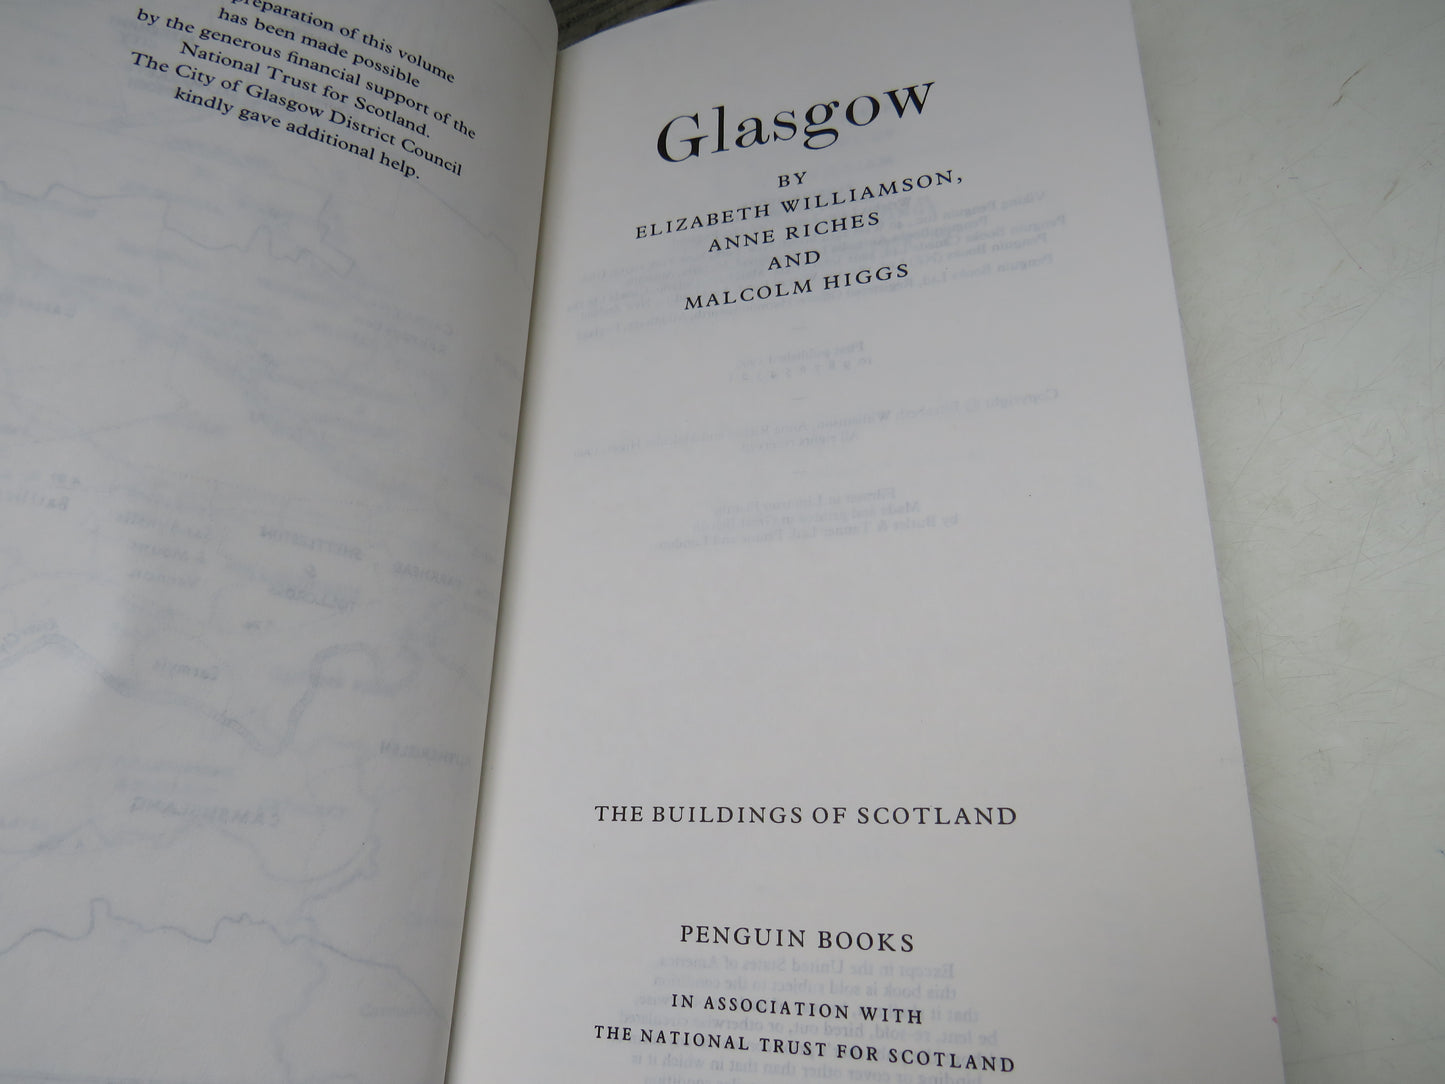 preparation of this volume
has been made possible
by the generous financial support of the
National Trust for Scotland.
The City of Glasgow District Council
kindly gave additional help.
Glasgow
BY
ELIZABETH WILLIAMSON,
ANNE RICHES
AND
MALCOLM HIGGS
THE BUILDINGS OF SCOTLAND
PENGUIN BOOKS
IN ASSOCIATION WITH
THE NATIONAL TRUST FOR SCOTLAND